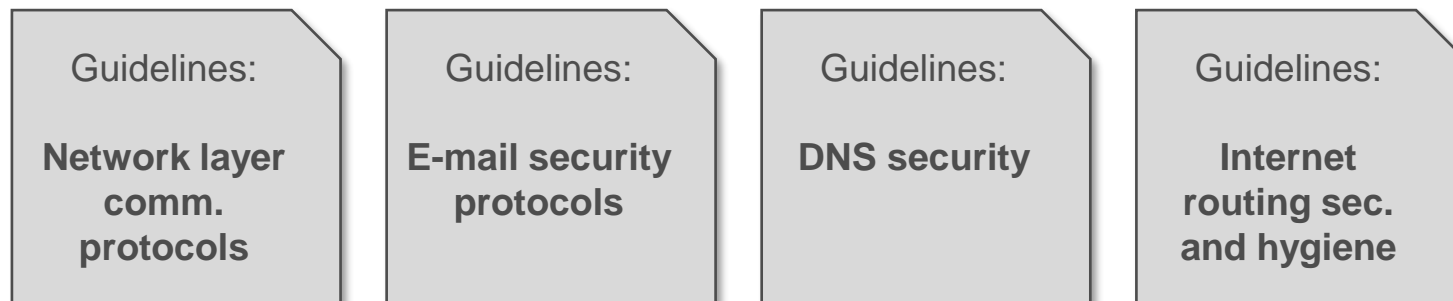 Guidelines:
Network layer
comm.
protocols
Guidelines:
E-mail security
protocols
Guidelines:
DNS security
Guidelines:
Internet
routing sec.
and hygiene